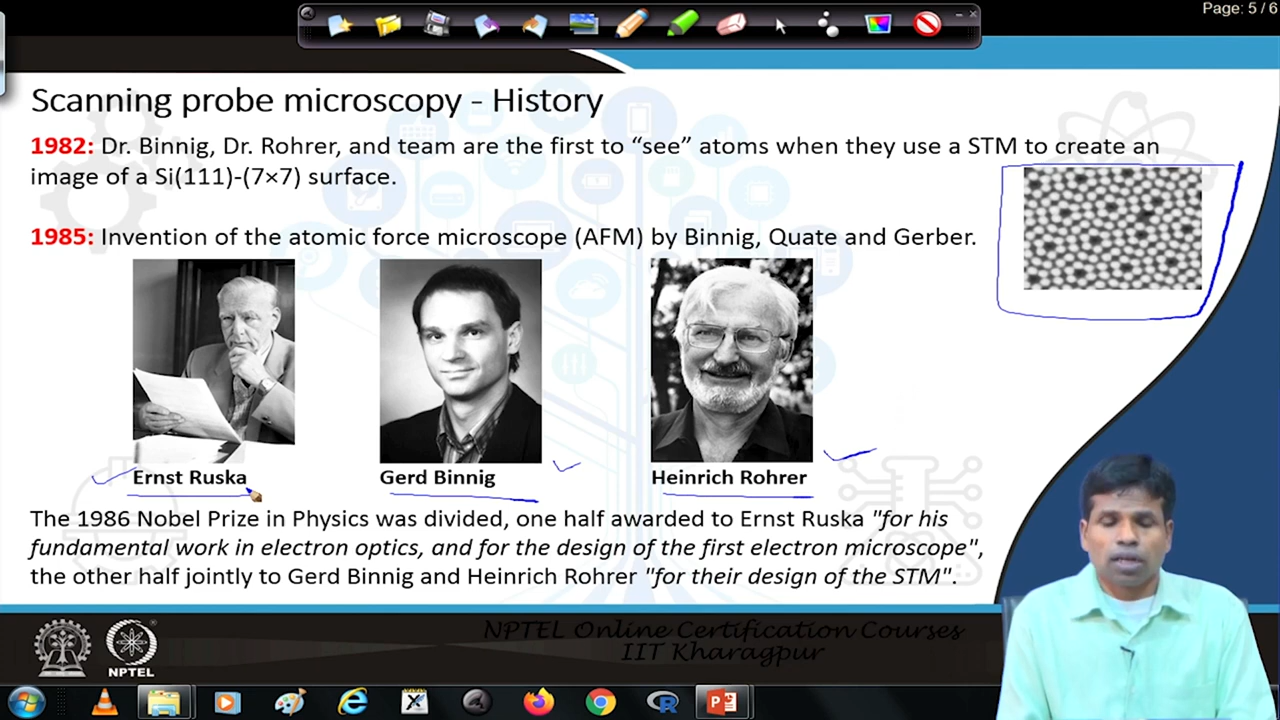 Page: 5 / 6
Scanning probe microscopy - History
1982: Dr. Binnig, Dr. Rohrer, and team are the first to “see” atoms when they use a STM to create an
image of a Si(111)-(7×7) surface.
1985: Invention of the atomic force microscope (AFM) by Binnig, Quate and Gerber.
Ernst Ruska
Gerd Binnig
Heinrich Rohrer
The 1986 Nobel Prize in Physics was divided, one half awarded to Ernst Ruska "for his
fundamental work in electron optics, and for the design of the first electron microscope",
the other half jointly to Gerd Binnig and Heinrich Rohrer "for their design of the STM".
NPTEL Online Certification Courses
IIT Kharagpur
NPTEL